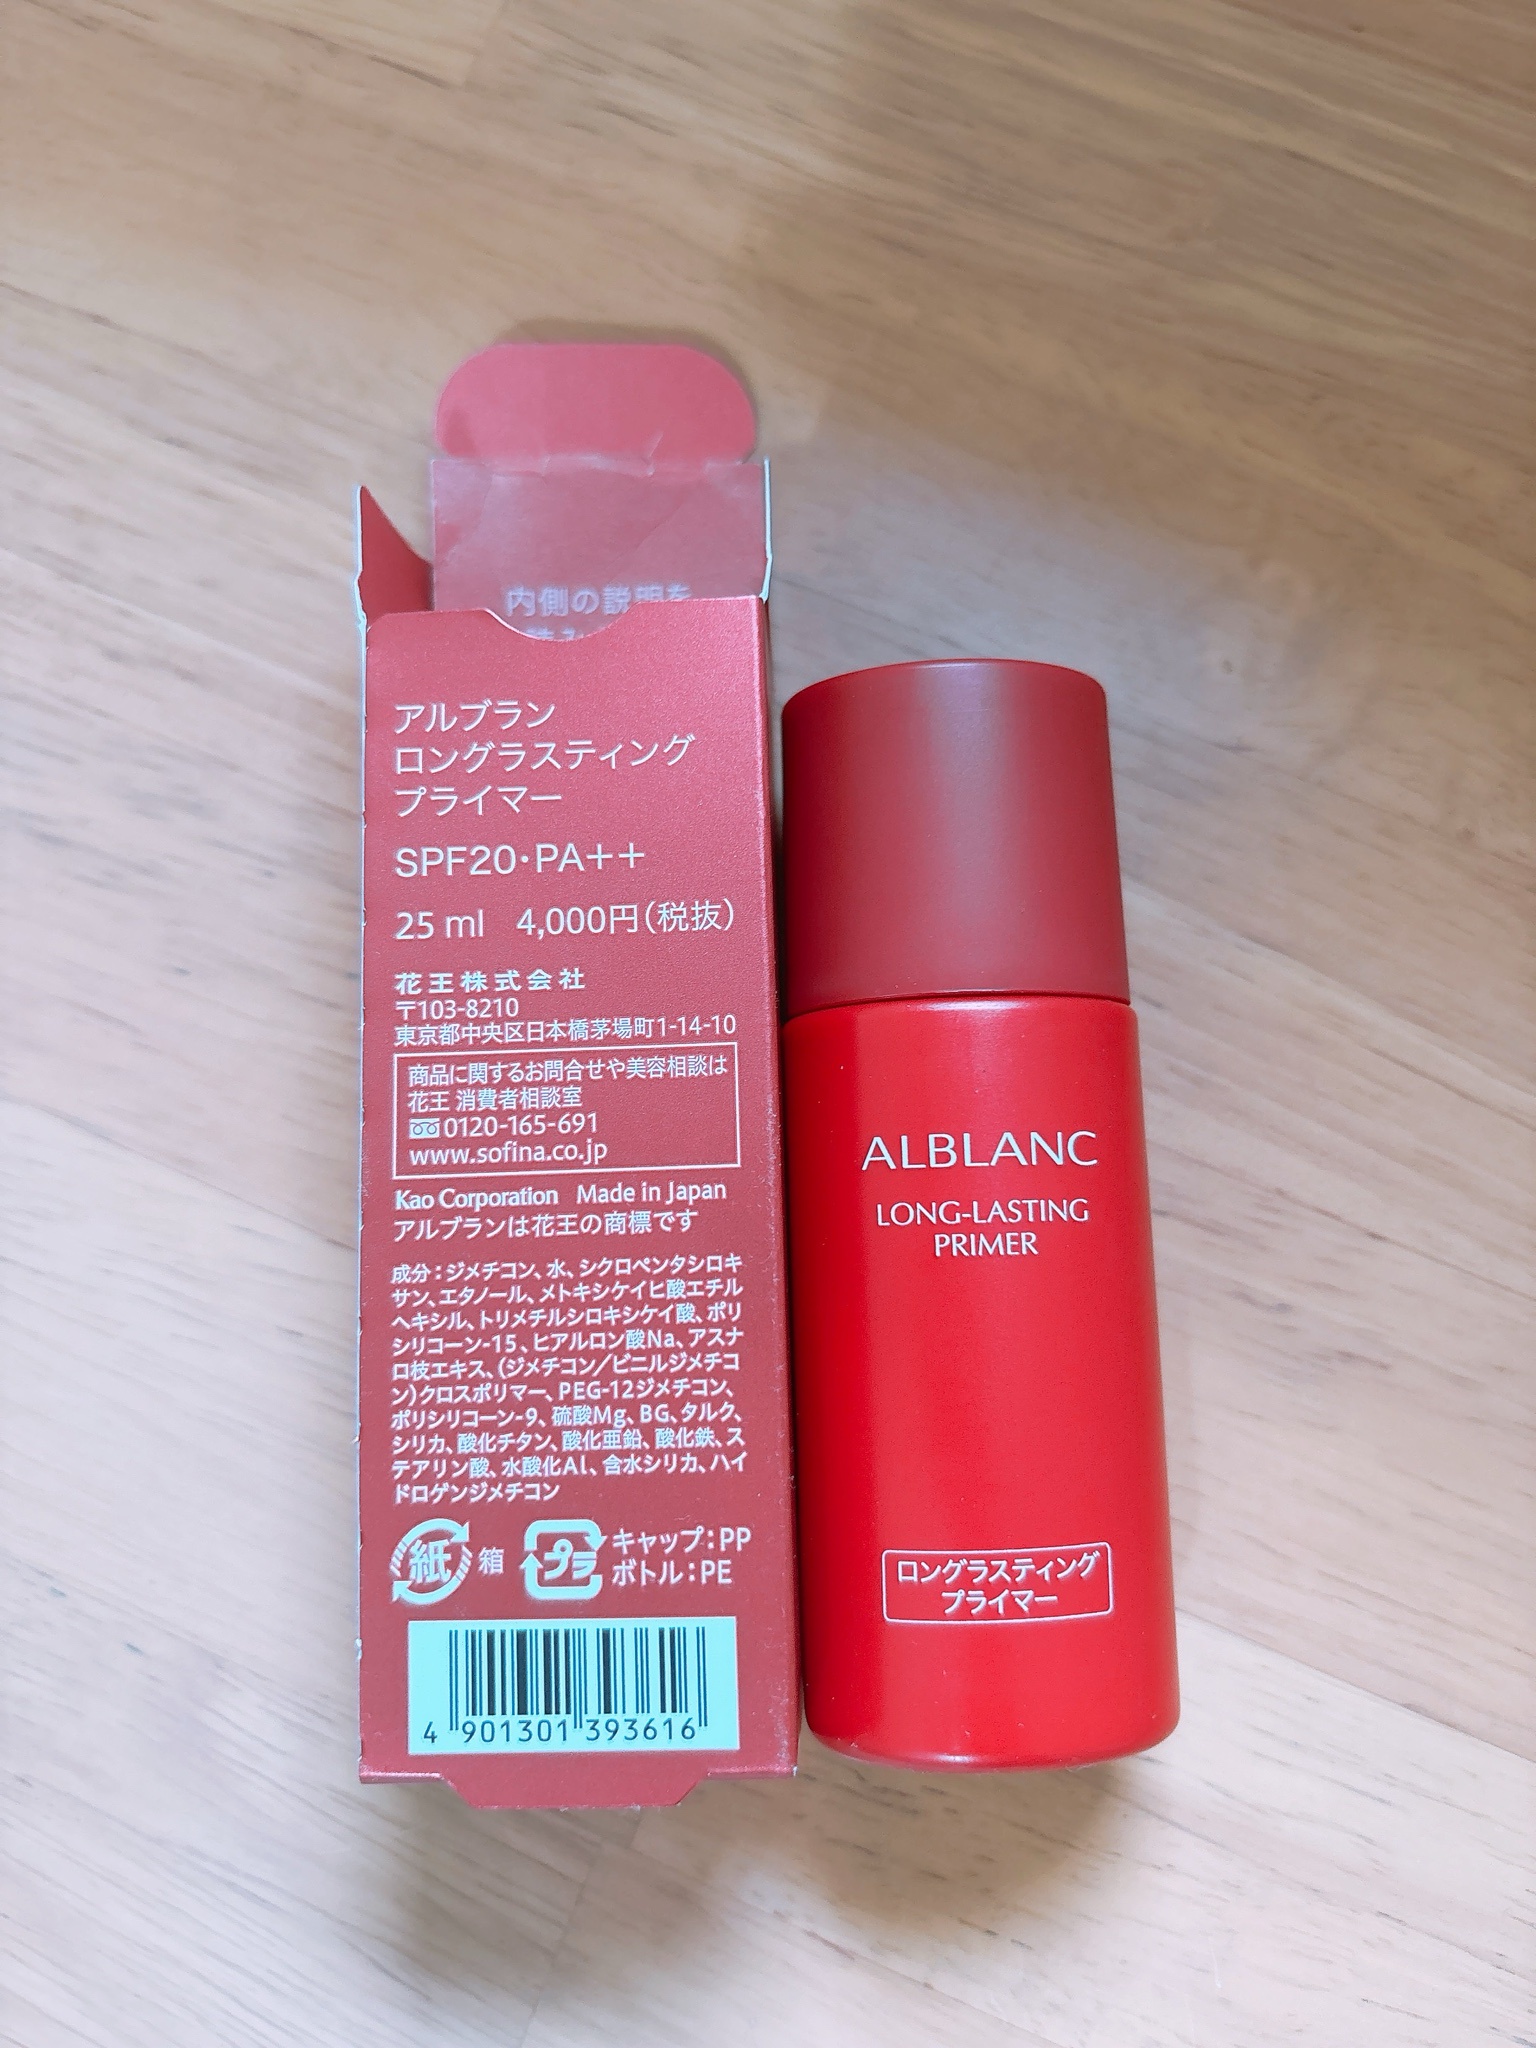 内側の説明を
アルブラン
ロングラスティング
プライマー
SPF20・PA++
25 ml 4,000円(税抜)
花王株式会社
〒103-8210
東京都中央区日本橋茅場町1-14-10
商品に関するお問合せや美容相談は
花王 消費者相談室
0120-165-691
www.sofina.co.jp
Kao Corporation Made in Japan
アルブランは花王の商標です
成分：ジメチコン、水、シクロペンタシロキ
サン、エタノール、メトキシケイヒ酸エチル
ヘキシル、トリメチルシロキシケイ酸、ポリ
シリコーン-15、ヒアルロン酸Na、アスナ
ロ枝エキス、(ジメチコン/ビニルジメチコ
ン)クロスポリマー、PEG-12ジメチコン、
ポリシリコーン-9、硫酸Mg、BG、タルク、
シリカ、酸化チタン、酸化亜鉛、酸化鉄、ス
テアリン酸、水酸化Al、含水シリカ、ハイ
ドロゲンジメチコン
紙 箱 プラ キャップ：PP
ボトル：PE
4 901301 393616
ALBLANC
LONG-LASTING
PRIMER
ロングラスティング
プライマー